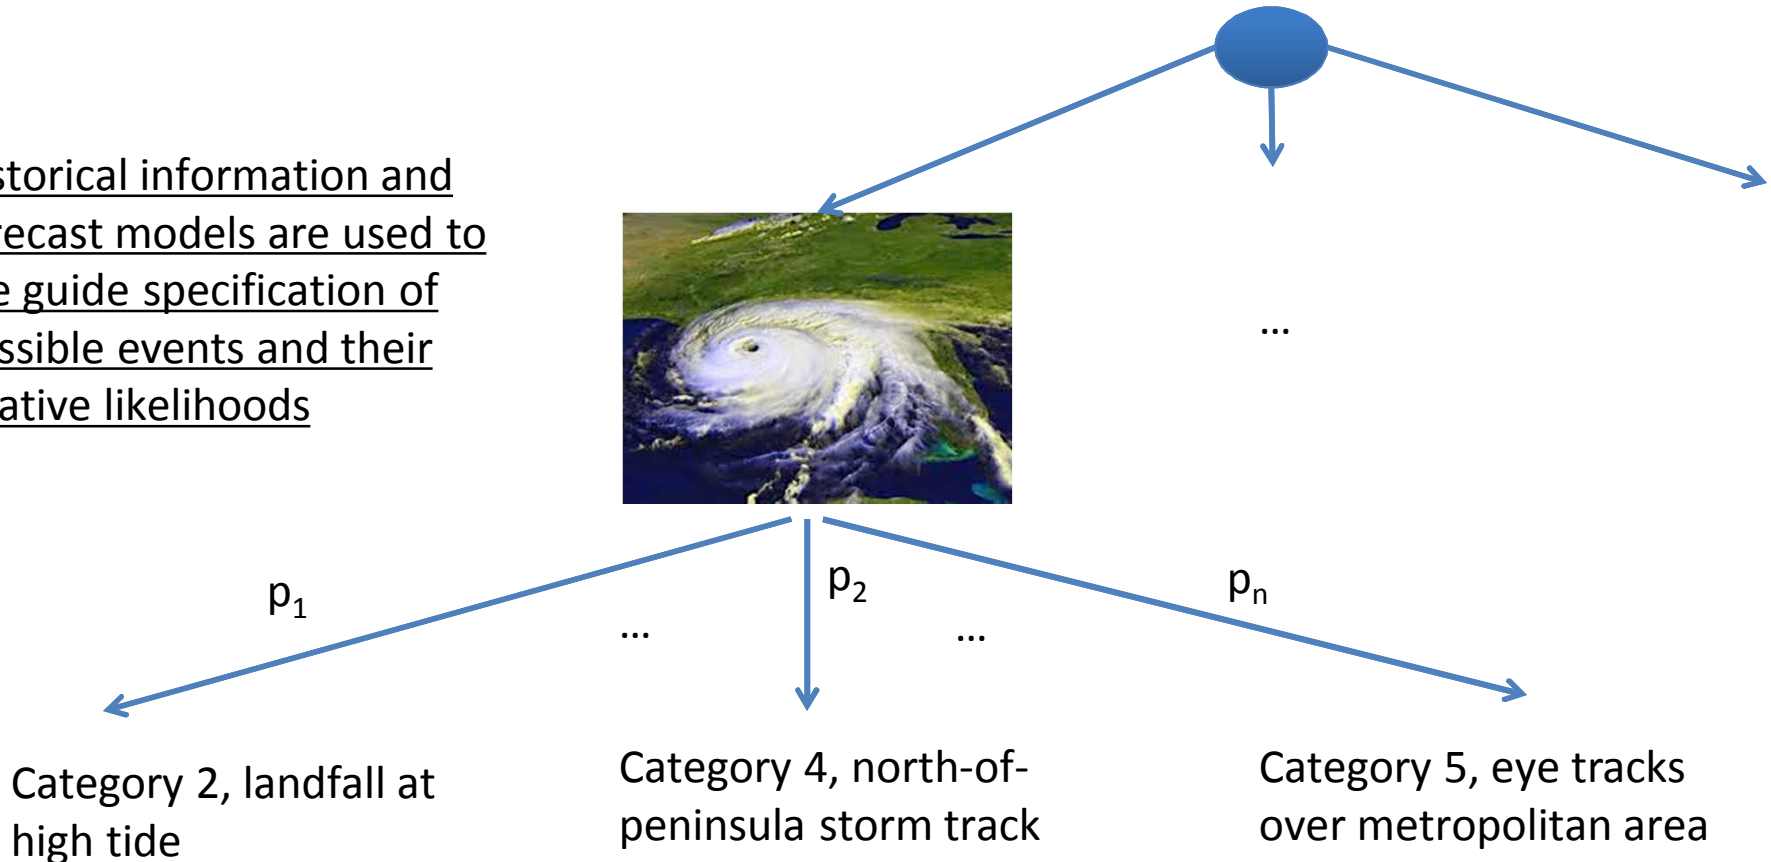 storical information and
recast models are used to
e guide specification of
ssible events and their
ative likelihoods
...
p1
p2
pn
...
...
Category 2, landfall at
high tide
Category 4, north-of-
peninsula storm track
Category 5, eye tracks
over metropolitan area